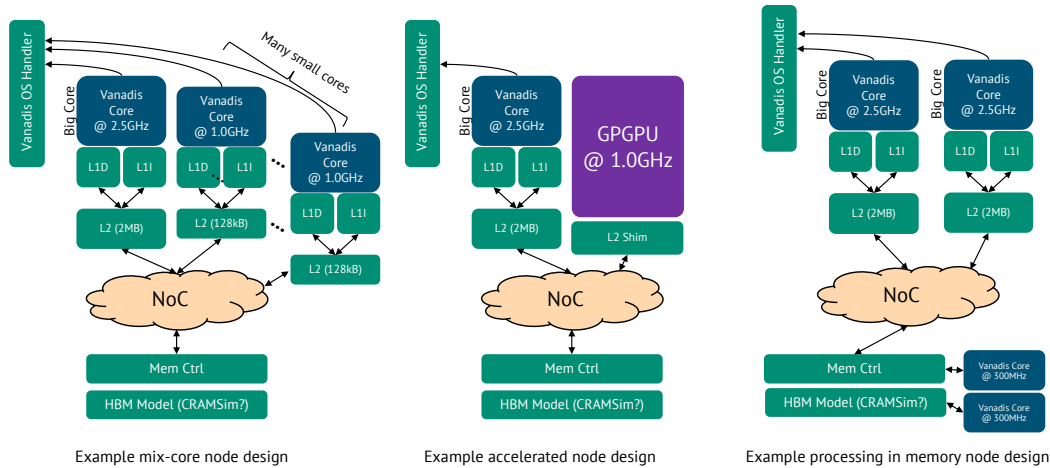 Vanadis OS Handler
Big Core
Vanadis
Core
@ 2.5GHz
L1D
L1I
L2 (2MB)
Many small cores
Vanadis
Core
@ 1.0GHz
L1D
L1I
L2 (128kB)
Vanadis
Core
@ 1.0GHz
L1D
L1I
L2 (128kB)
NoC
Mem Ctrl
HBM Model (CRAMSim?)
Example mix-core node design
Vanadis OS Handler
Big Core
Vanadis
Core
@ 2.5GHz
L1D
L1I
L2 (2MB)
GPGPU
@ 1.0GHz
L2 Shim
NoC
Mem Ctrl
HBM Model (CRAMSim?)
Example accelerated node design
Vanadis OS Handler
Big Core
Vanadis
Core
@ 2.5GHz
L1D
L1I
L2 (2MB)
Big Core
Vanadis
Core
@ 2.5GHz
L1D
L1I
L2 (2MB)
NoC
Mem Ctrl
Vanadis Core
@ 300MHz
HBM Model (CRAMSim?)
Vanadis Core
@ 300MHz
Example processing in memory node design